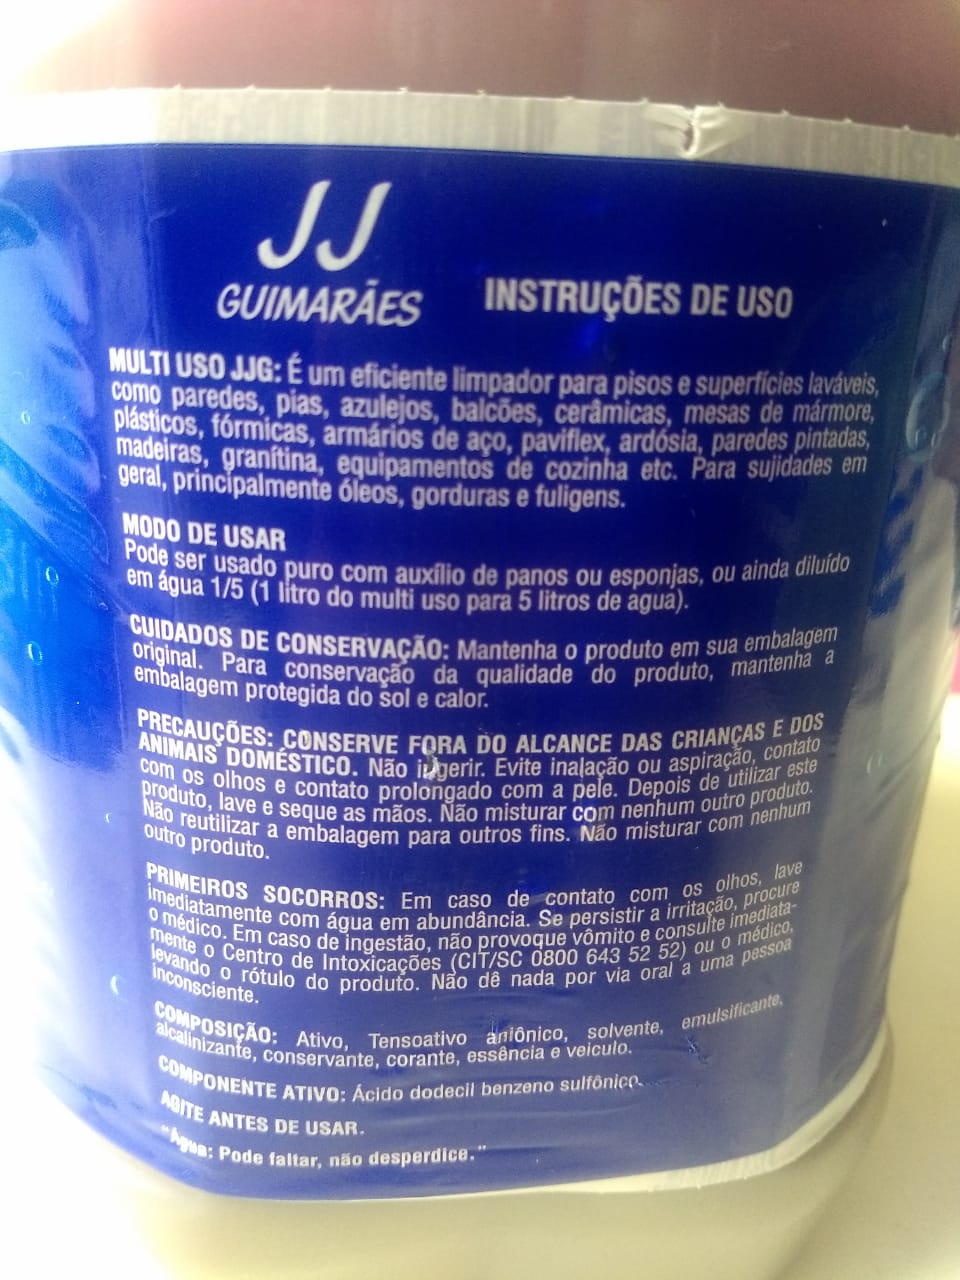 JJ
GUIMARÃES
INSTRUÇÕES DE USO
MULTI USO JJG: É um eficiente limpador para pisos e superfícies laváveis,
como paredes, pias, azulejos, balcões, cerâmicas, mesas de mármore,
plásticos, fórmicas, armários de aço, paviflex, ardósia, paredes pintadas,
madeiras, granítina, equipamentos de cozinha etc. Para sujidades em
geral, principalmente óleos, gorduras e fuligens.
MODO DE USAR
Pode ser usado puro com auxílio de panos ou esponjas, ou ainda diluído
em água 1/5 (1 litro do multi uso para 5 litros de água).
CUIDADOS DE CONSERVAÇÃO: Mantenha o produto em sua embalagem
original. Para conservação da qualidade do produto, mantenha a
embalagem protegida do sol e calor.
PRECAUÇÕES: CONSERVE FORA DO ALCANCE DAS CRIANÇAS E DOS
ANIMAIS DOMÉSTICO. Não ingerir. Evite inalação ou aspiração, contato
com os olhos e contato prolongado com a pele. Depois de utilizar este
produto, lave e seque as mãos. Não misturar com nenhum outro produto.
Não reutilizar a embalagem para outros fins. Não misturar com nenhum
outro produto.
PRIMEIROS SOCORROS: Em caso de contato com os olhos, lave
imediatamente com água em abundância. Se persistir a irritação, procure
o médico. Em caso de ingestão, não provoque vômito e consulte imediata-
mente o Centro de Intoxicações (CIT/SC 0800 643 52 52) ou o médico,
levando o rótulo do produto. Não dê nada por via oral a uma pessoa
inconsciente.
COMPOSIÇÃO: Ativo, Tensoativo aniônico, solvente, emulsificante,
alcalinizante, conservante, corante, essência e veiculo.
COMPONENTE ATIVO: Ácido dodecil benzeno sulfônico.
AGITE ANTES DE USAR.
"Água: Pode faltar, não desperdice."